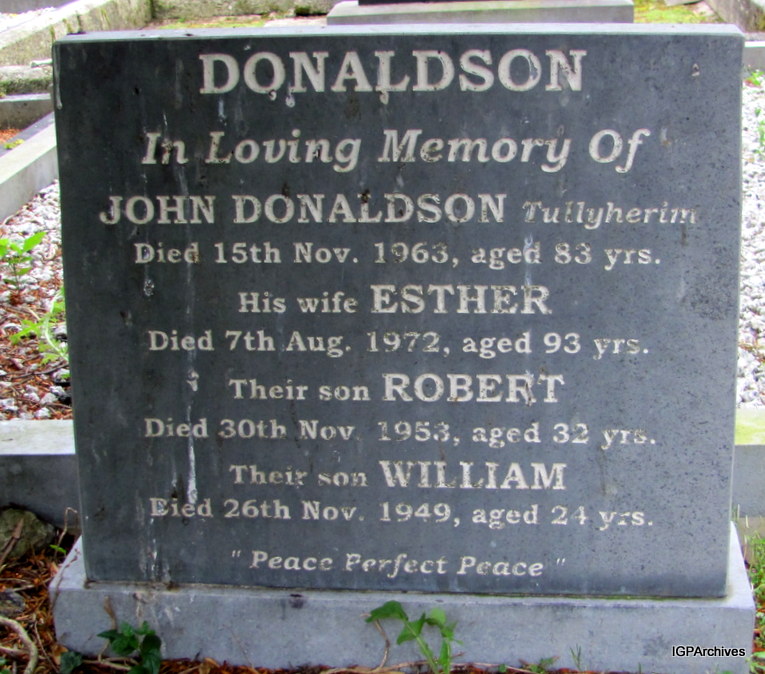 DONALDSON
In Loving Memory Of
JOHN DONALDSON Tullyherim
Died 15th Nov. 1963, aged 83 yrs.
His wife ESTHER
Died 7th Aug. 1972, aged 93 yrs.
Their son ROBERT
Died 30th Nov. 1953, aged 32 yrs.
Their son WILLIAM
Died 26th Nov. 1949, aged 24 yrs.
" Peace Perfect Peace "
IGPArchives